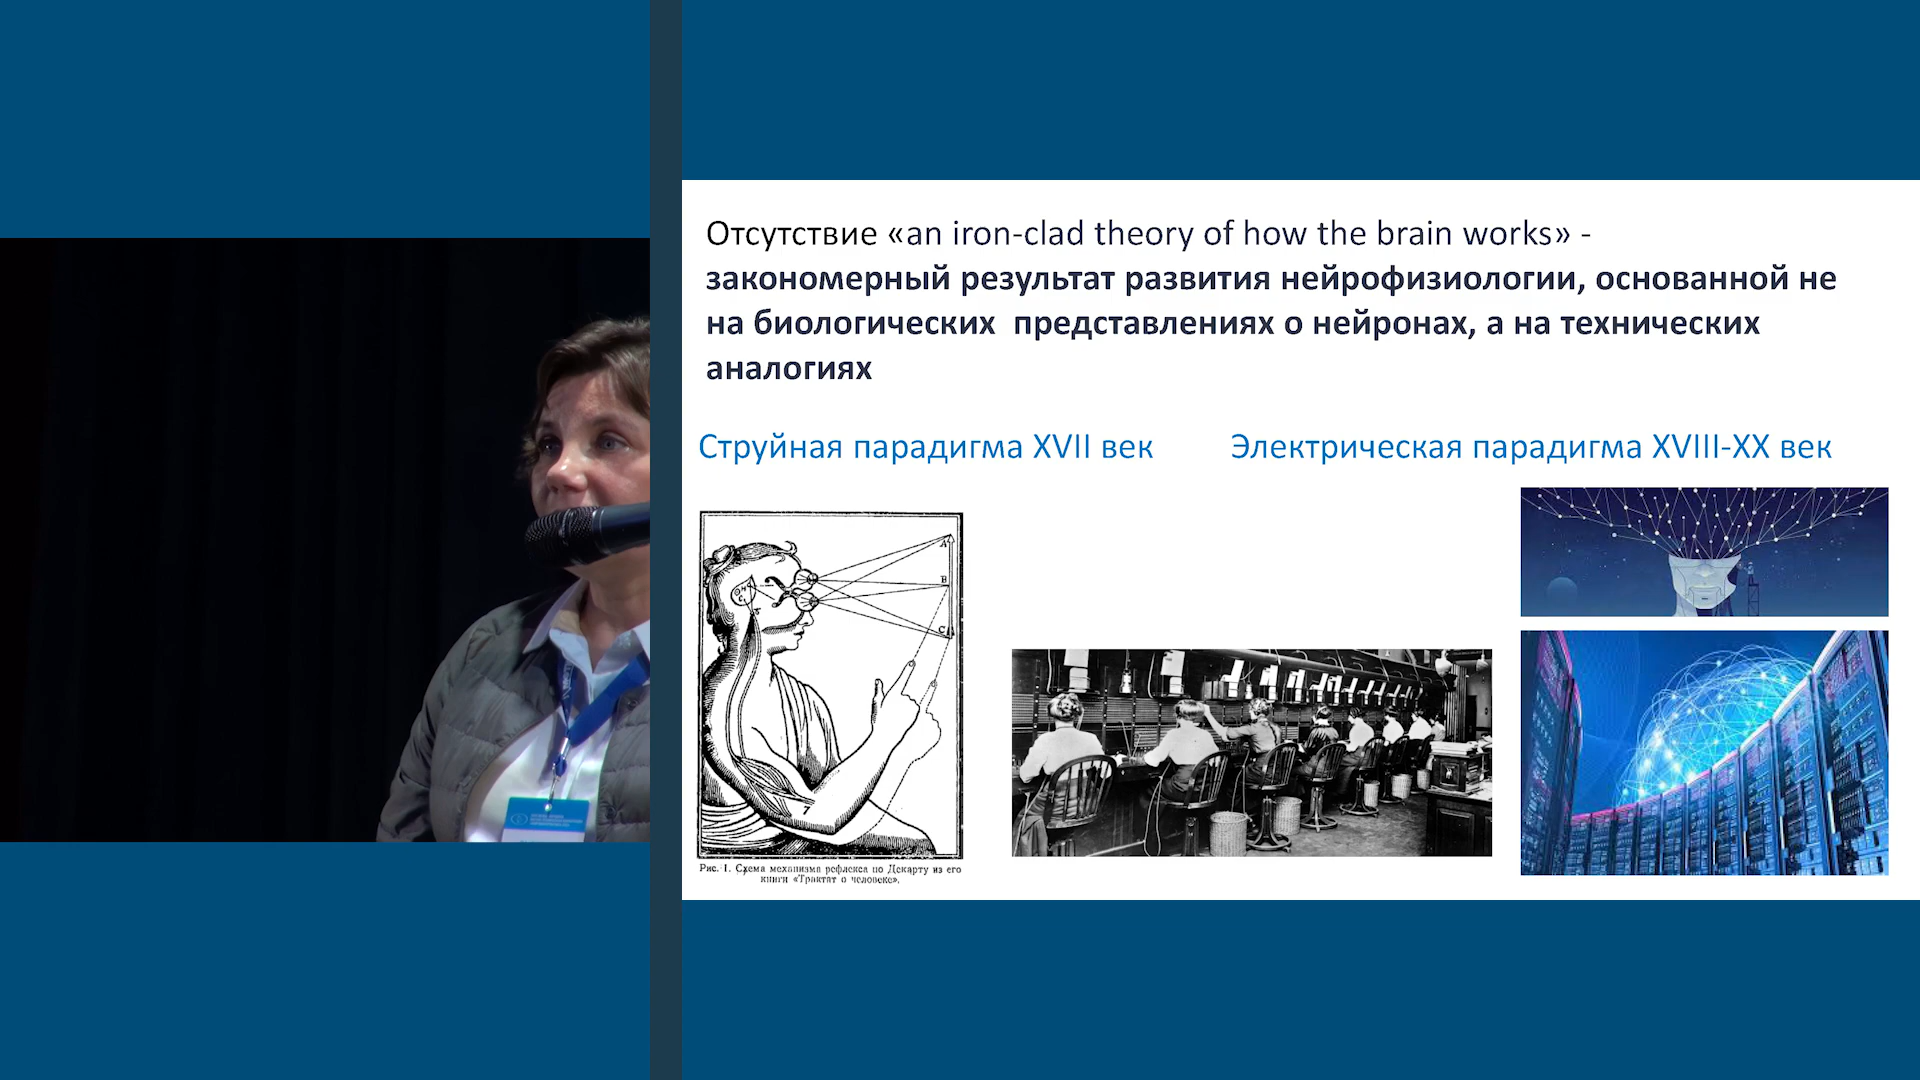 Отсутствие «an iron-clad theory of how the brain works» -
закономерный результат развития нейрофизиологии, основанной не
на биологических представлениях о нейронах, а на технических
аналогиях
Струйная парадигма XVII век
Электрическая парадигма XVIII-XX век
A
B
C
7
Рис. 1. Схема механизма рефлекса по Декарту из его
книги «Трактат о человеке».